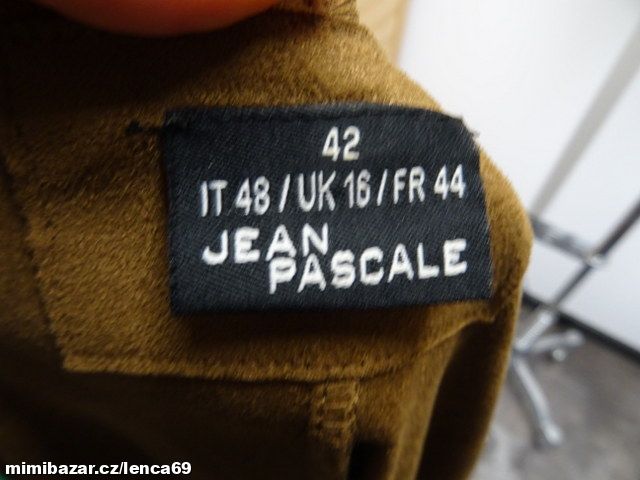 42
IT 48 / UK 16 / FR 44
JEAN
PASCALE
mimibazar.cz/lenca69